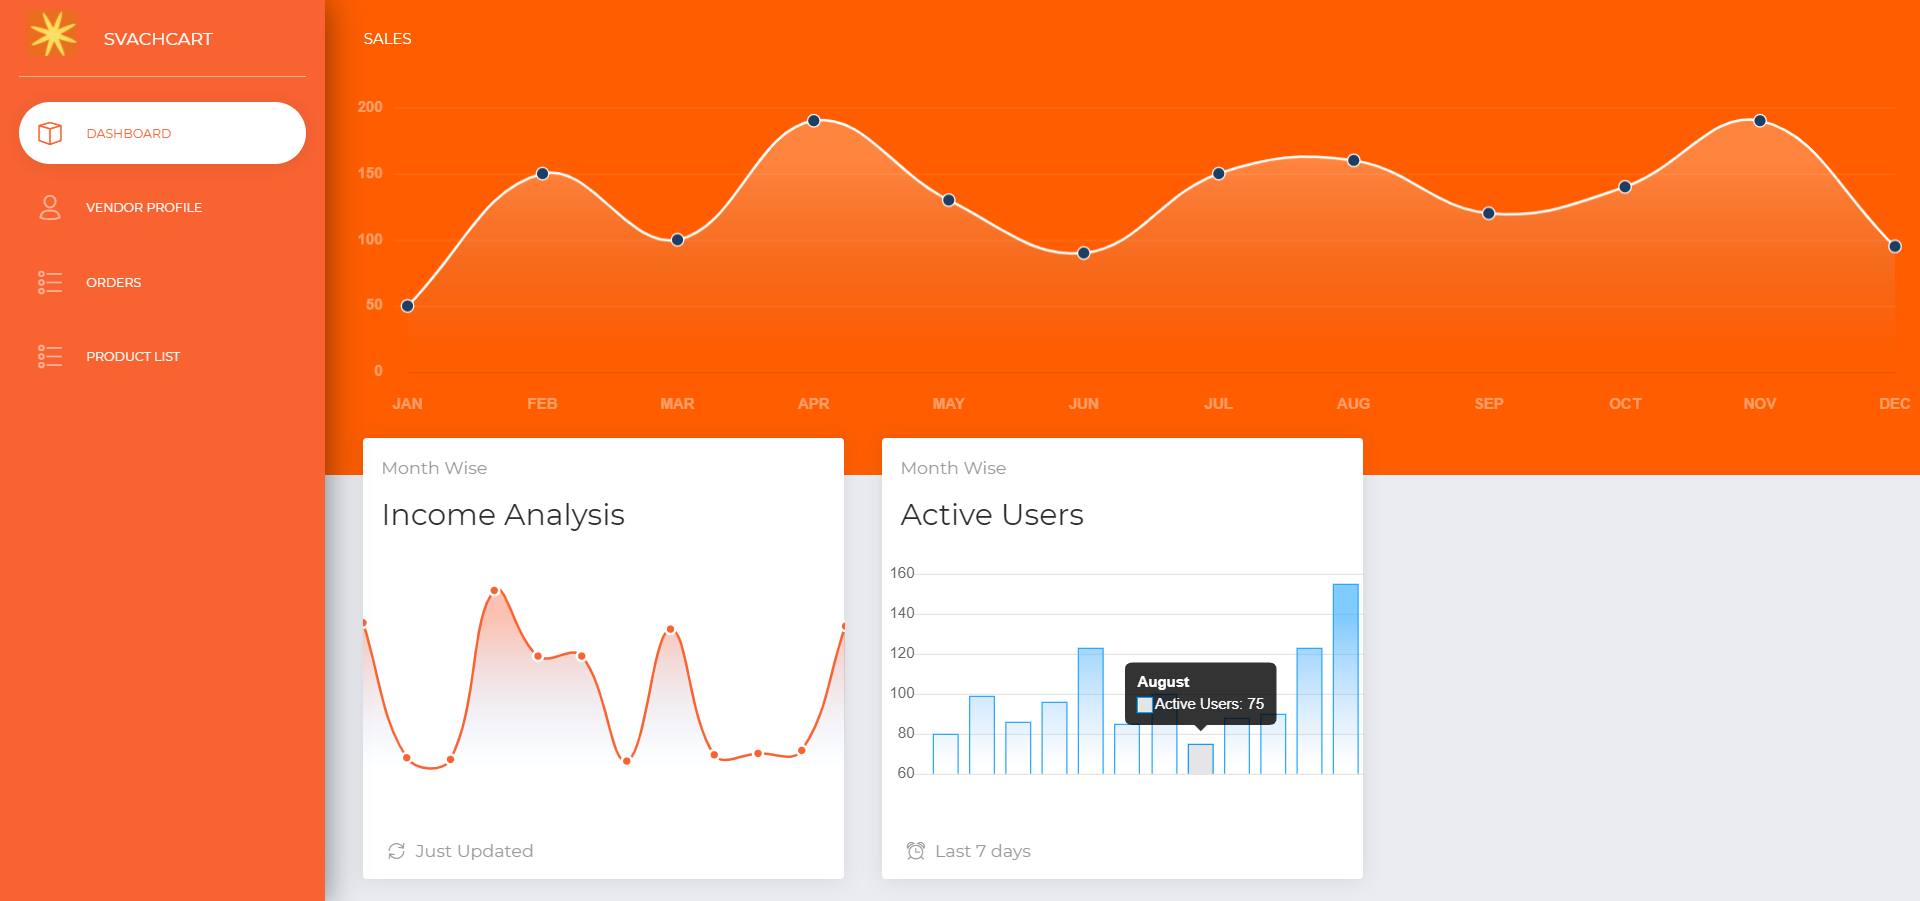 SVACHCART
DASHBOARD
VENDOR PROFILE
ORDERS
PRODUCT LIST
SALES
200
150
100
50
0
JAN FEB MAR APR MAY JUN JUL AUG SEP OCT NOV DEC
Month Wise
Income Analysis
Just Updated
Month Wise
Active Users
160
140
120
100
80
60
August
Active Users: 75
Last 7 days